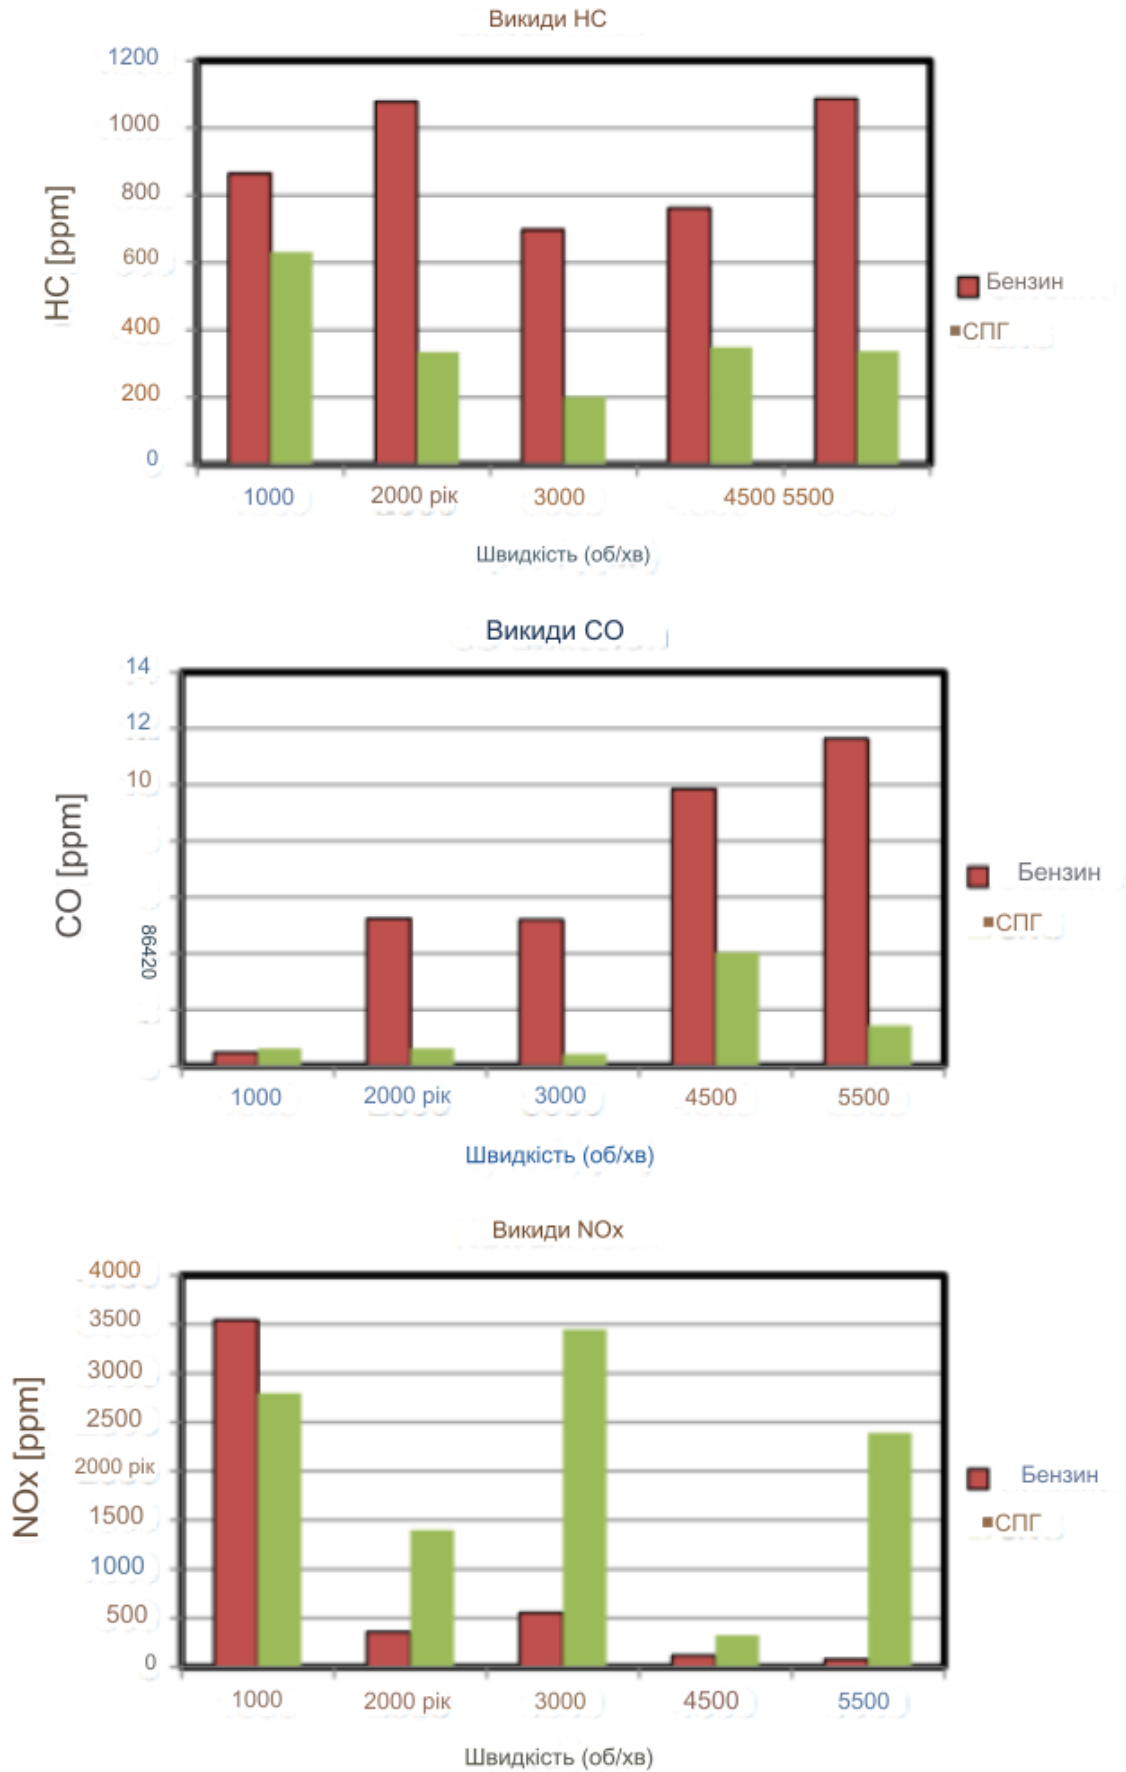 Викиди HC
1200
1000
800
600
400
200
0
HC [ppm]
Бензин
СПГ
1000 2000 рік 3000 4500 5500
Швидкість (об/хв)
Викиди CO
14
12
10
86420
CO [ppm]
Бензин
СПГ
1000 2000 рік 3000 4500 5500
Швидкість (об/хв)
Викиди NOx
4000
3500
3000
2500
2000 рік
1500
1000
500
0
NOx [ppm]
Бензин
СПГ
1000 2000 рік 3000 4500 5500
Швидкість (об/хв)